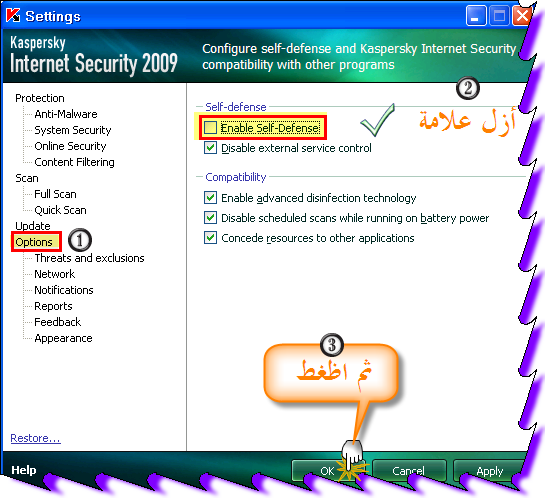 Settings
Kaspersky
Internet Security 2009
Configure self-defense and Kaspersky Internet Security
compatibility with other programs
Protection
Anti-Malware
System Security
Online Security
Content Filtering
Scan
Full Scan
Quick Scan
Update
Options
1
Threats and exclusions
Network
Notifications
Reports
Feedback
Appearance
Restore...
2
Self-defense
أزل علامة
Enable Self-Defense
Disable external service control
Compatibility
Enable advanced disinfection technology
Disable scheduled scans while running on battery power
Concede resources to other applications
3
ثم اظغط
Help
OK
Cancel
Apply